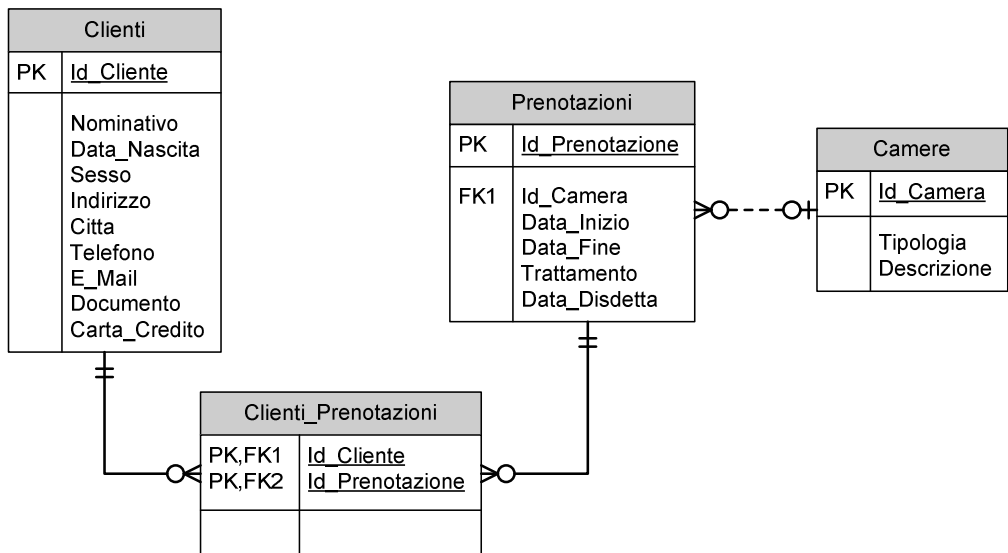 Clienti
PK Id_Cliente
Nominativo
Data_Nascita
Sesso
Indirizzo
Citta
Telefono
E_Mail
Documento
Carta_Credito
Prenotazioni
PK Id_Prenotazione
FK1 Id_Camera
Data_Inizio
Data_Fine
Trattamento
Data_Disdetta
Camere
PK Id_Camera
Tipologia
Descrizione
Clienti_Prenotazioni
PK,FK1 Id_Cliente
PK,FK2 Id_Prenotazione